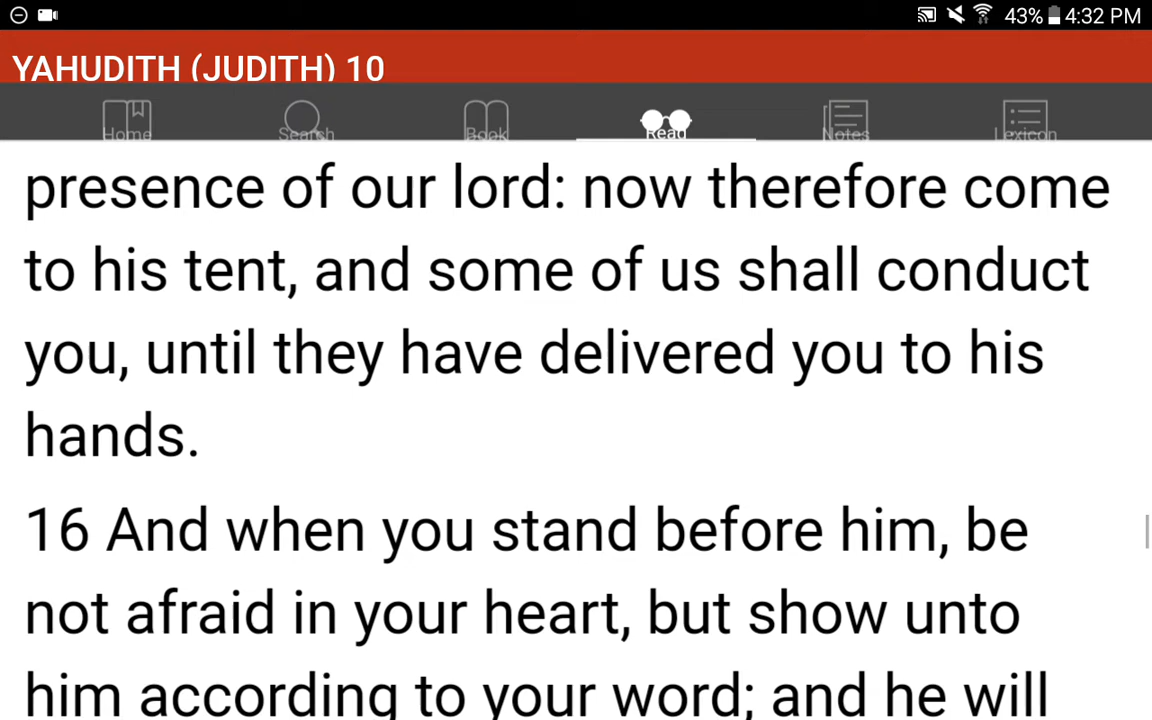 43% 4:32 PM
YAHUDITH (JUDITH) 10
Home Search Book Read Notes Lexicon
presence of our lord: now therefore come
to his tent, and some of us shall conduct
you, until they have delivered you to his
hands.
16 And when you stand before him, be
not afraid in your heart, but show unto
him according to your word; and he will